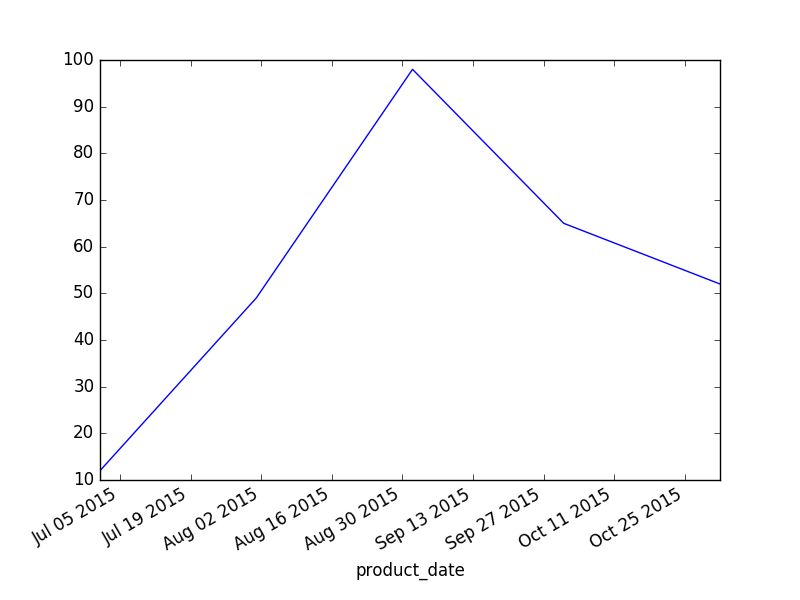 100
90
80
70
60
50
40
30
20
10
Jul 05 2015
Jul 19 2015
Aug 02 2015
Aug 16 2015
Aug 30 2015
Sep 13 2015
Sep 27 2015
Oct 11 2015
Oct 25 2015
product_date